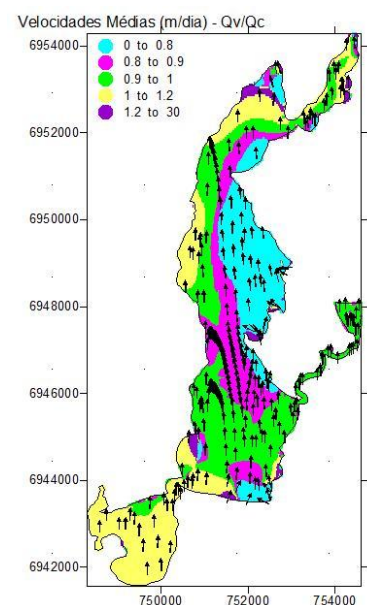 Velocidades Médias (m/dia) - Qv/Qc
6954000
0 to 0.8
0.8 to 0.9
0.9 to 1
1 to 1.2
1.2 to 30
6952000
6950000
6948000
6946000
6944000
6942000
750000 752000 754000